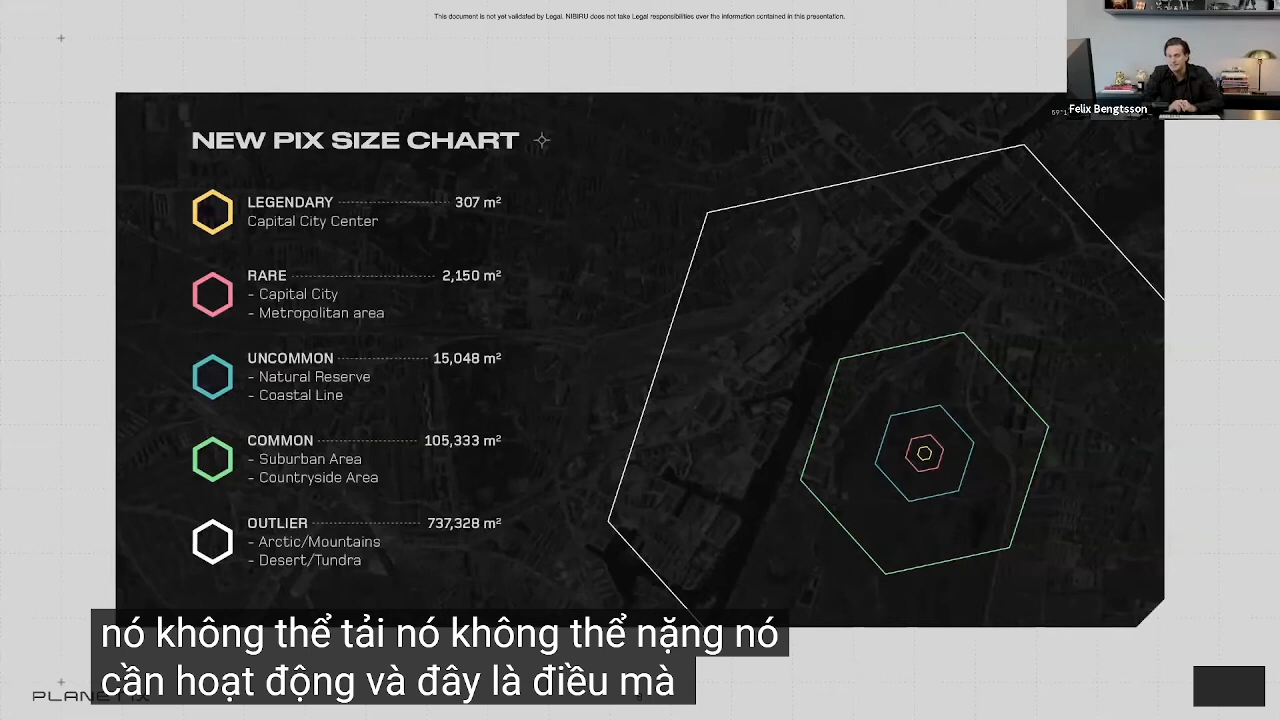 This document is not yet validated by Legal. NIBIRU does not take Legal responsibilities over the information contained in this presentation.
Felix Bengtsson
NEW PIX SIZE CHART
LEGENDARY 307 m²
Capital City Center
RARE 2,150 m²
- Capital City
- Metropolitan area
UNCOMMON 15,048 m²
- Natural Reserve
- Coastal Line
COMMON 105,333 m²
- Suburban Area
- Countryside Area
OUTLIER 737,328 m²
- Arctic/Mountains
- Desert/Tundra
nó không thể tải nó không thể nặng nó
cần hoạt động và đây là điều mà